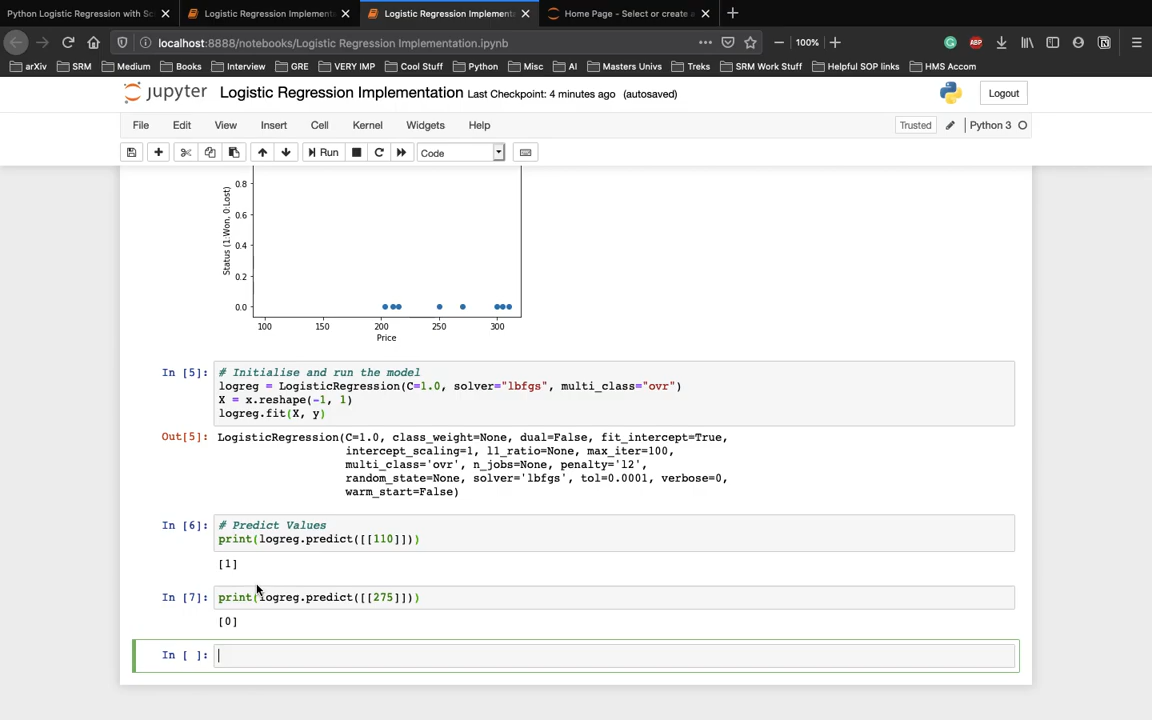 Python Logistic Regression with Sc
Logistic Regression Implement
Logistic Regression Implement
Home Page - Select or create a
localhost:8888/notebooks/Logistic Regression Implementation.ipynb
100%
ABP
arXiv SRM Medium Books Interview GRE VERY IMP Cool Stuff Python Misc AI Masters Univs Treks SRM Work Stuff Helpful SOP links HMS Accom
jupyter Logistic Regression Implementation Last Checkpoint: 4 minutes ago (autosaved) Logout
File Edit View Insert Cell Kernel Widgets Help Trusted Python 3
Run Code
0.8
0.6
0.4
0.2
0.0
Status (1:Won, 0:Lost)
100 150 200 250 300
Price
In [5]: # Initialise and run the model
logreg = LogisticRegression(C=1.0, solver="lbfgs", multi_class="ovr")
X = x.reshape(-1, 1)
logreg.fit(X, y)
Out[5]: LogisticRegression(C=1.0, class_weight=None, dual=False, fit_intercept=True,
intercept_scaling=1, l1_ratio=None, max_iter=100,
multi_class='ovr', n_jobs=None, penalty='l2',
random_state=None, solver='lbfgs', tol=0.0001, verbose=0,
warm_start=False)
In [6]: # Predict Values
print(logreg.predict([[110]]))
[1]
In [7]: print(logreg.predict([[275]]))
[0]
In [ ]: